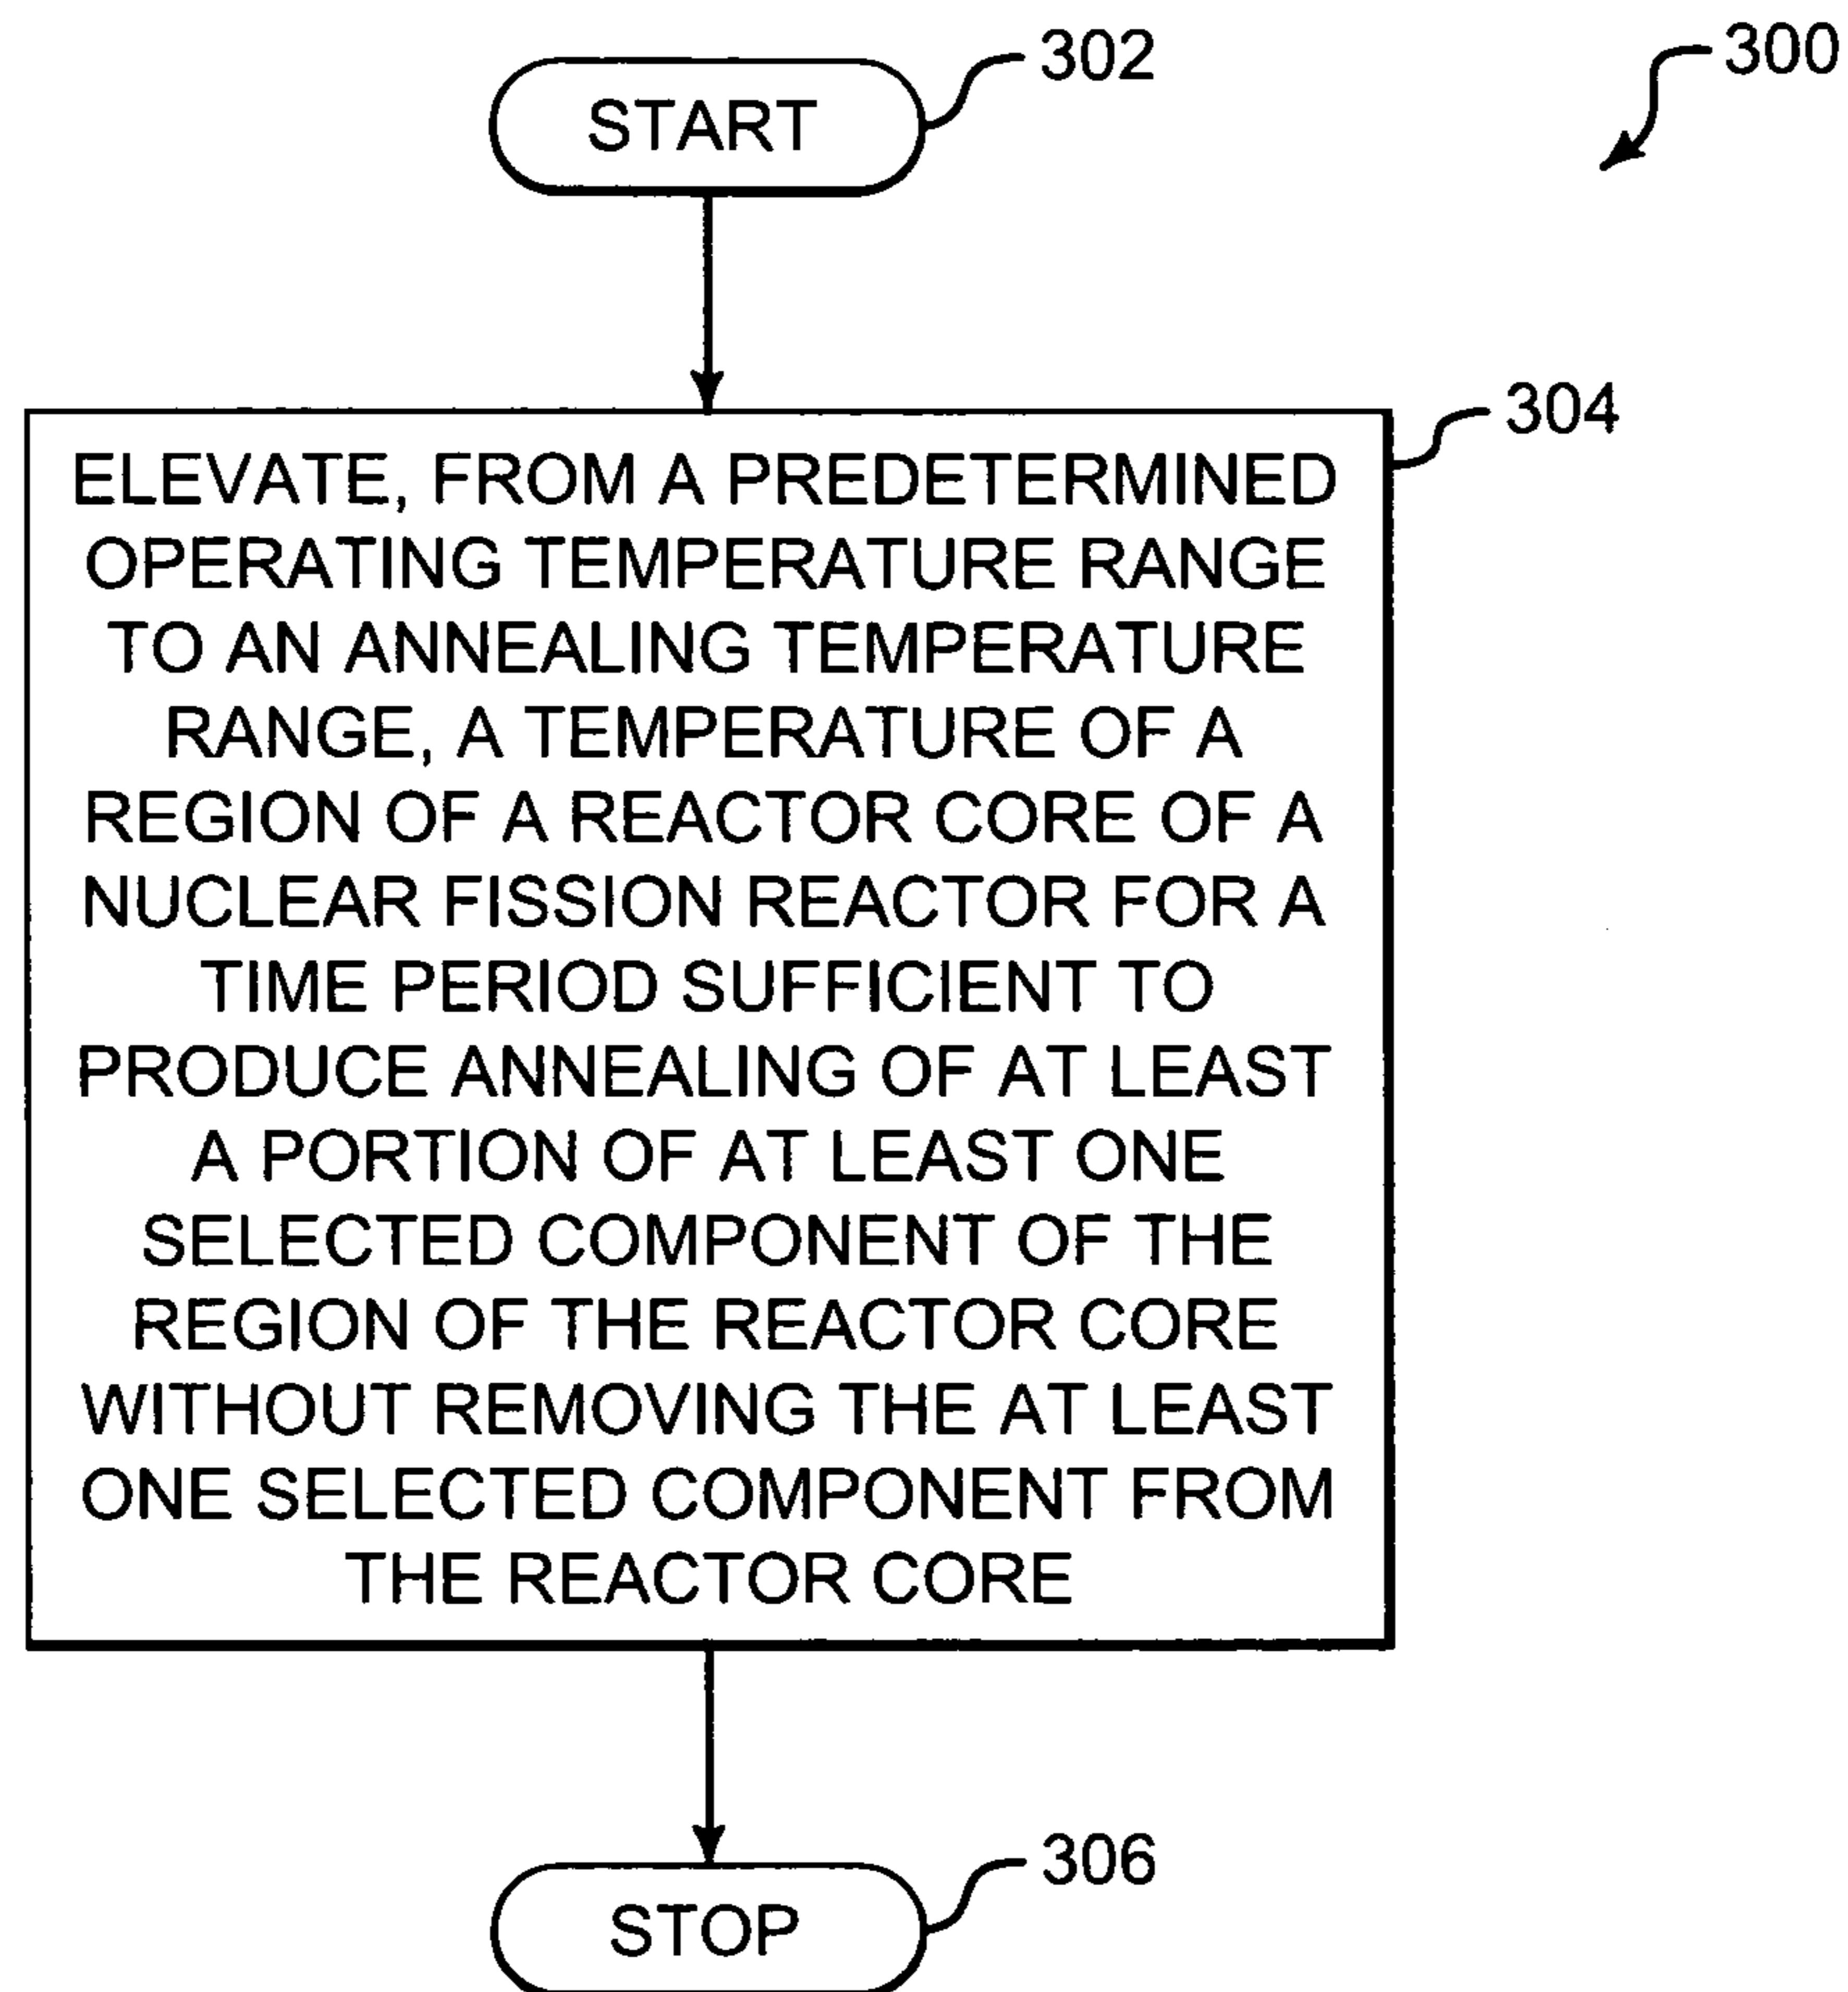 302
300
START
304
ELEVATE, FROM A PREDETERMINED
OPERATING TEMPERATURE RANGE
TO AN ANNEALING TEMPERATURE
RANGE, A TEMPERATURE OF A
REGION OF A REACTOR CORE OF A
NUCLEAR FISSION REACTOR FOR A
TIME PERIOD SUFFICIENT TO
PRODUCE ANNEALING OF AT LEAST
A PORTION OF AT LEAST ONE
SELECTED COMPONENT OF THE
REGION OF THE REACTOR CORE
WITHOUT REMOVING THE AT LEAST
ONE SELECTED COMPONENT FROM
THE REACTOR CORE
306
STOP